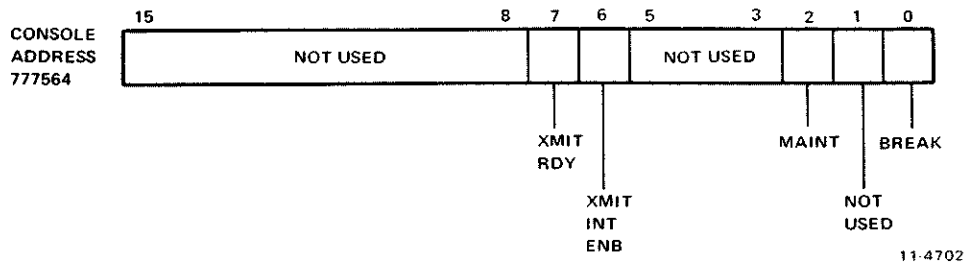 15 8 7 6 5 3 2 1 0
CONSOLE
ADDRESS
777564
NOT USED
NOT USED
XMIT
RDY
XMIT
INT
ENB
MAINT
NOT
USED
BREAK
11-4702